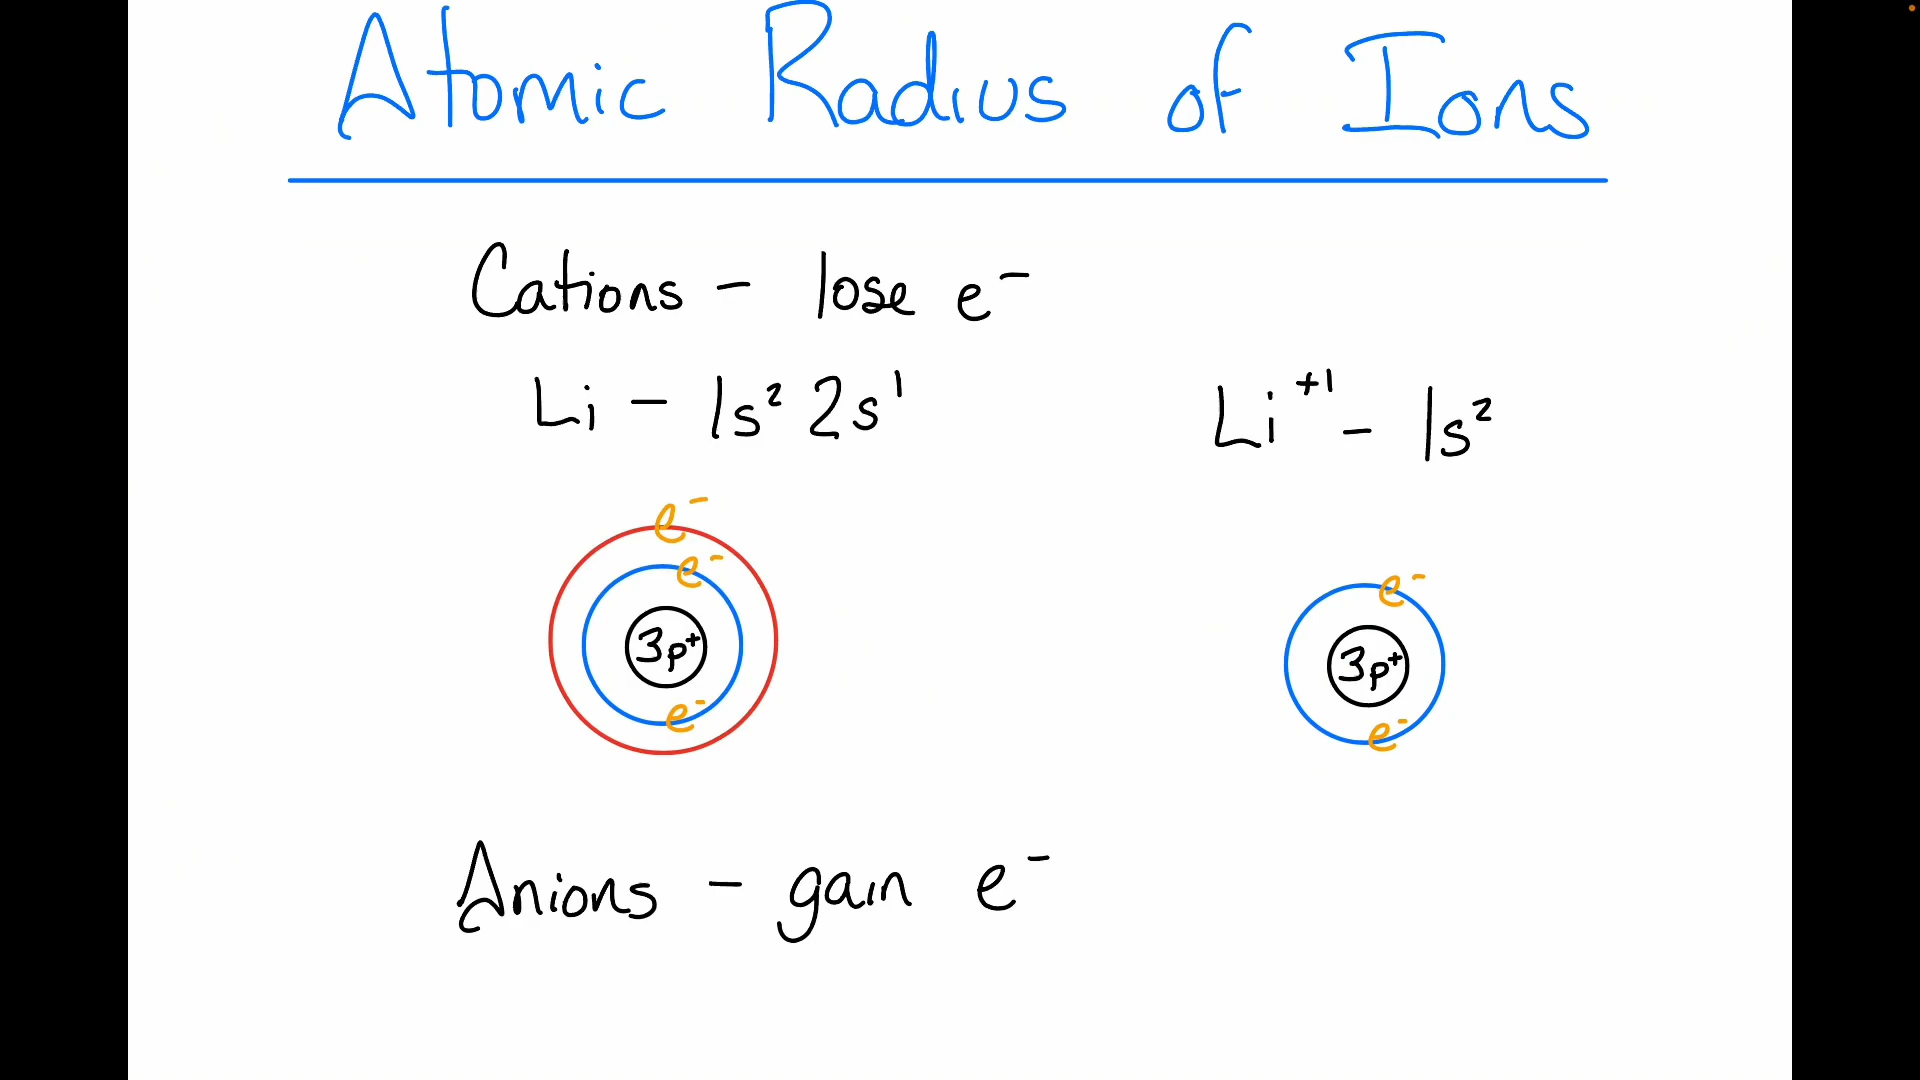 Atomic Radius of Ions
Cations - lose e⁻
Li - 1s² 2s¹
Li⁺¹ - 1s²
e⁻
e⁻
3p⁺
e⁻
e⁻
3p⁺
e⁻
Anions - gain e⁻